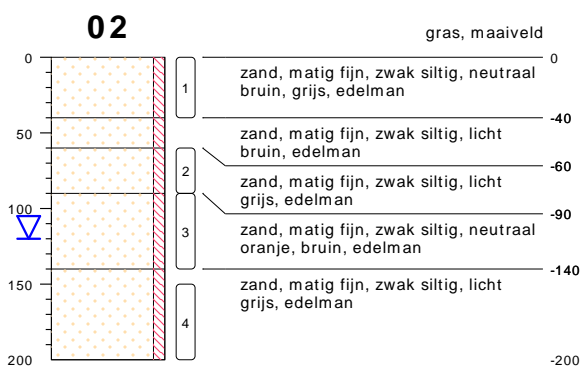 02
gras, maaiveld
0
0
1
zand, matig fijn, zwak siltig, neutraal
bruin, grijs, edelman
-40
50
zand, matig fijn, zwak siltig, licht
bruin, edelman
-60
2
zand, matig fijn, zwak siltig, licht
grijs, edelman
-90
100
3
zand, matig fijn, zwak siltig, neutraal
oranje, bruin, edelman
-140
150
4
zand, matig fijn, zwak siltig, licht
grijs, edelman
200
-200